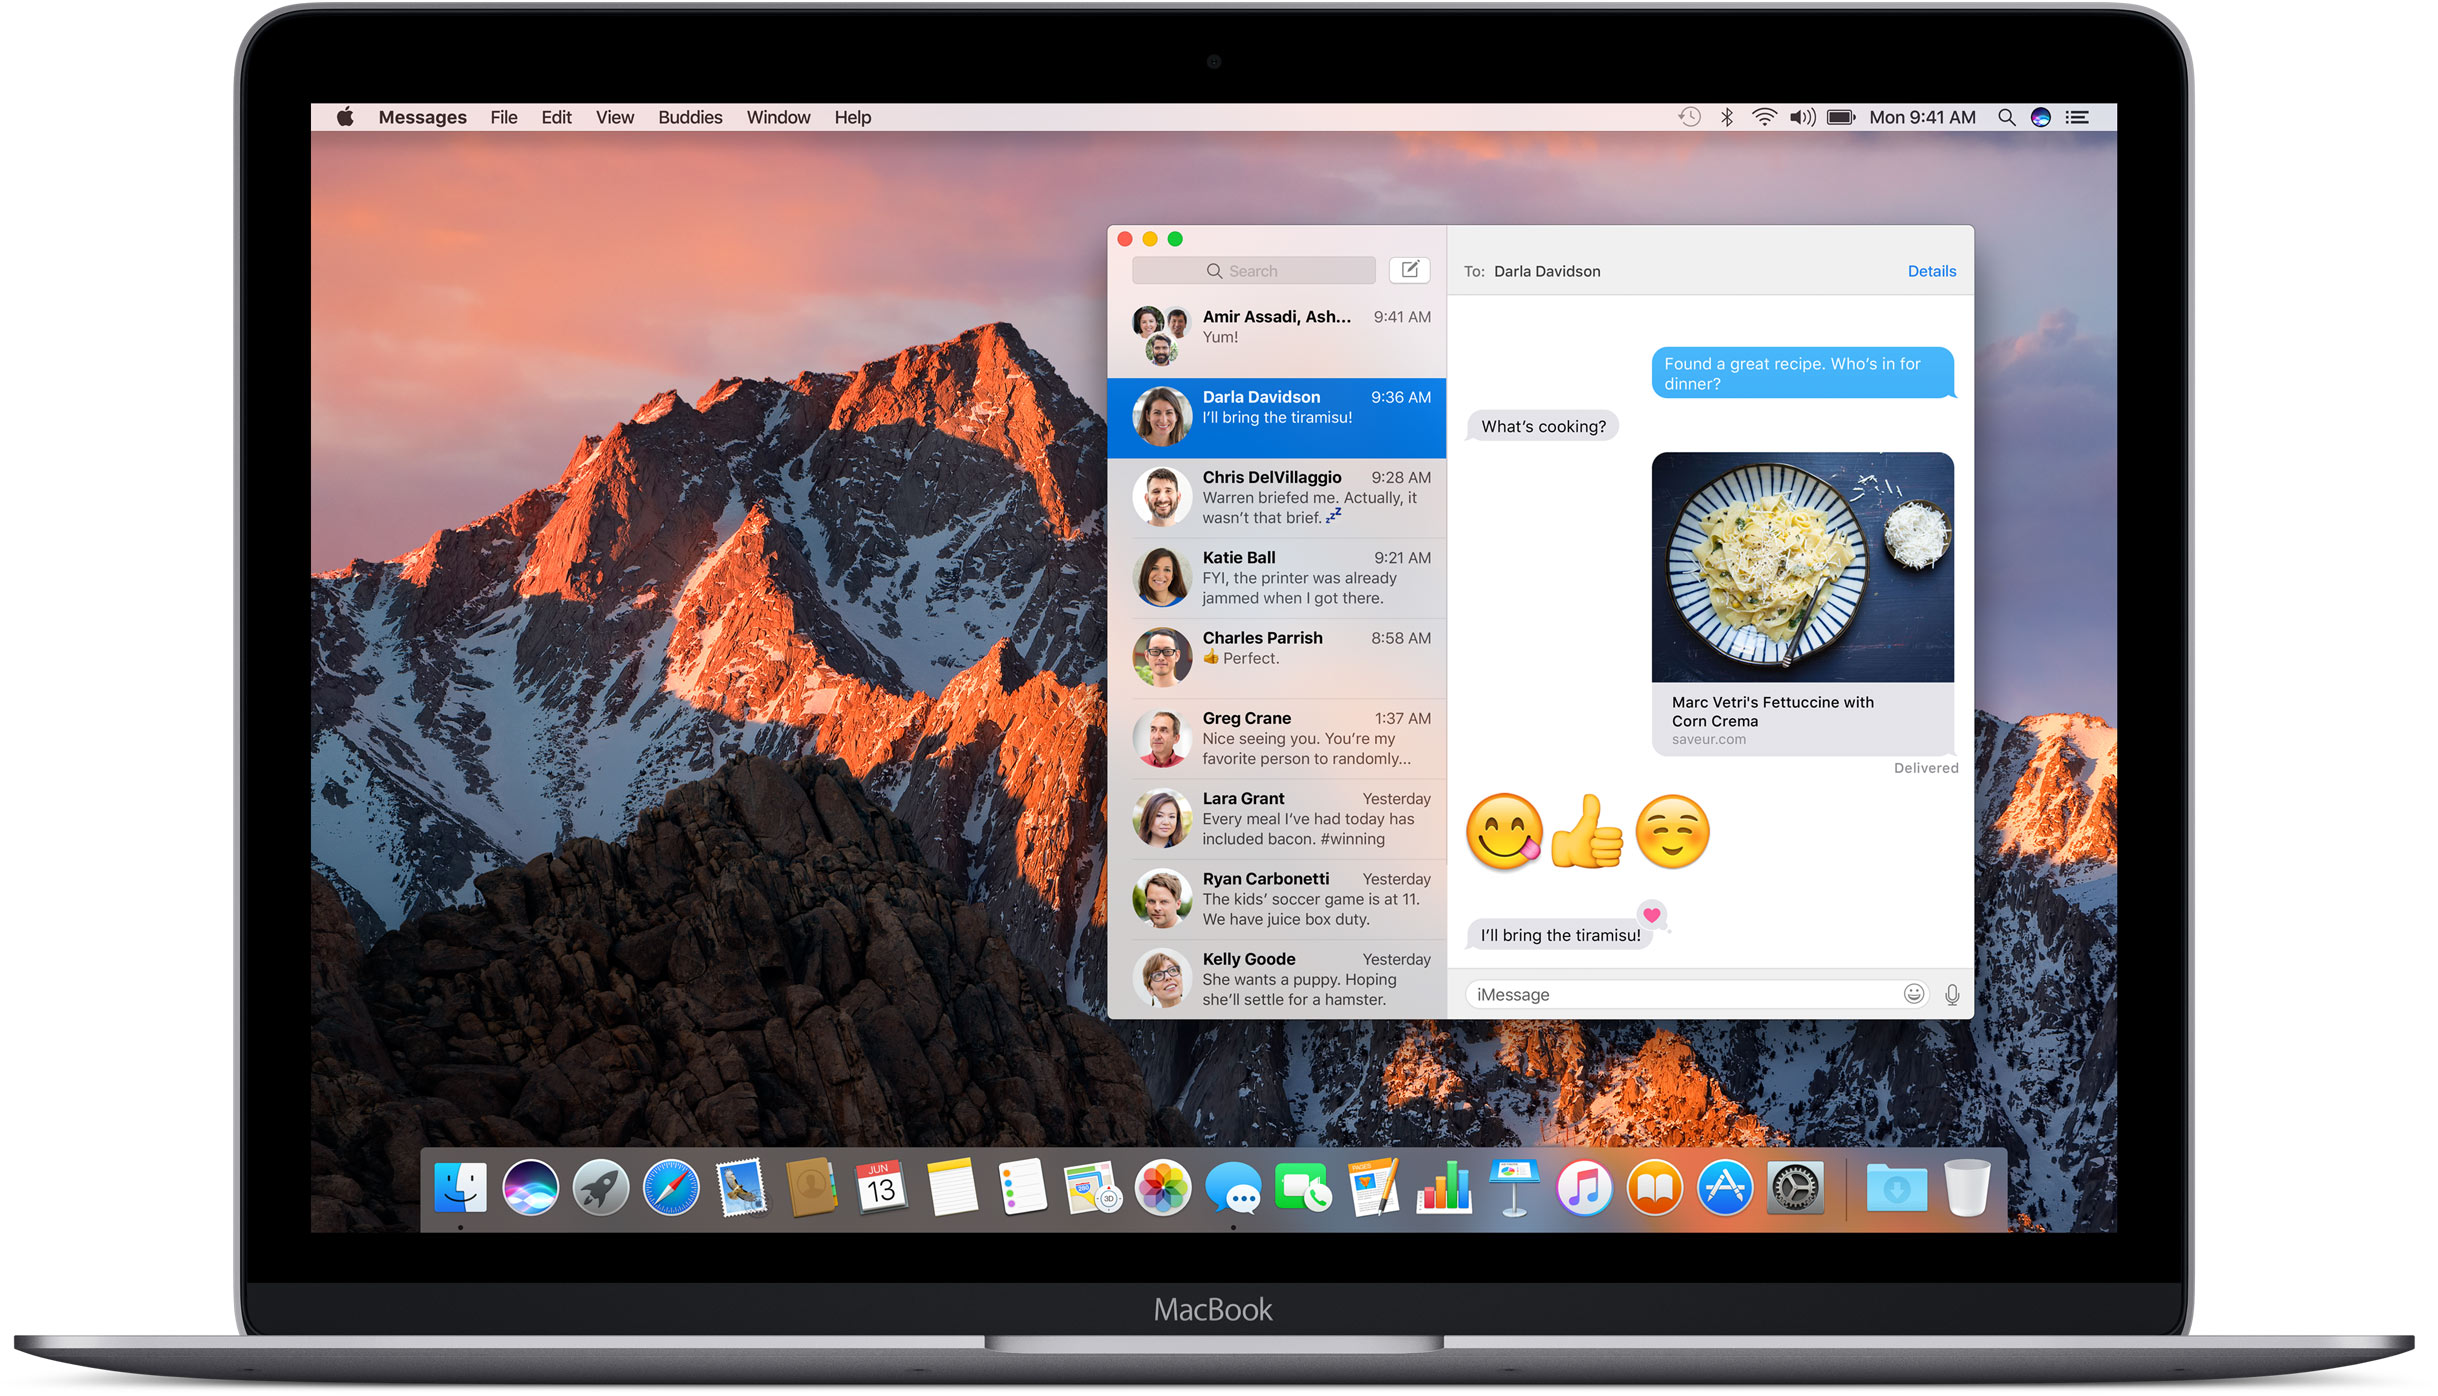 Messages File Edit View Buddies Window Help
Mon 9:41 AM
Search
To: Darla Davidson
Details
Amir Assadi, Ash... 9:41 AM
Yum!
Darla Davidson 9:36 AM
I’ll bring the tiramisu!
Chris DelVillaggio 9:28 AM
Warren briefed me. Actually, it
wasn’t that brief. 💤
Katie Ball 9:21 AM
FYI, the printer was already
jammed when I got there.
Charles Parrish 8:58 AM
👍 Perfect.
Greg Crane 1:37 AM
Nice seeing you. You’re my
favorite person to randomly...
Lara Grant Yesterday
Every meal I’ve had today has
included bacon. #winning
Ryan Carbonetti Yesterday
The kids’ soccer game is at 11.
We have juice box duty.
Kelly Goode Yesterday
She wants a puppy. Hoping
she’ll settle for a hamster.
Found a great recipe. Who’s in for
dinner?
What’s cooking?
Marc Vetri's Fettuccine with
Corn Crema
saveur.com
Delivered
😋👍☺️
I’ll bring the tiramisu!
iMessage
JUN
13
280
3D
PAGES
MacBook